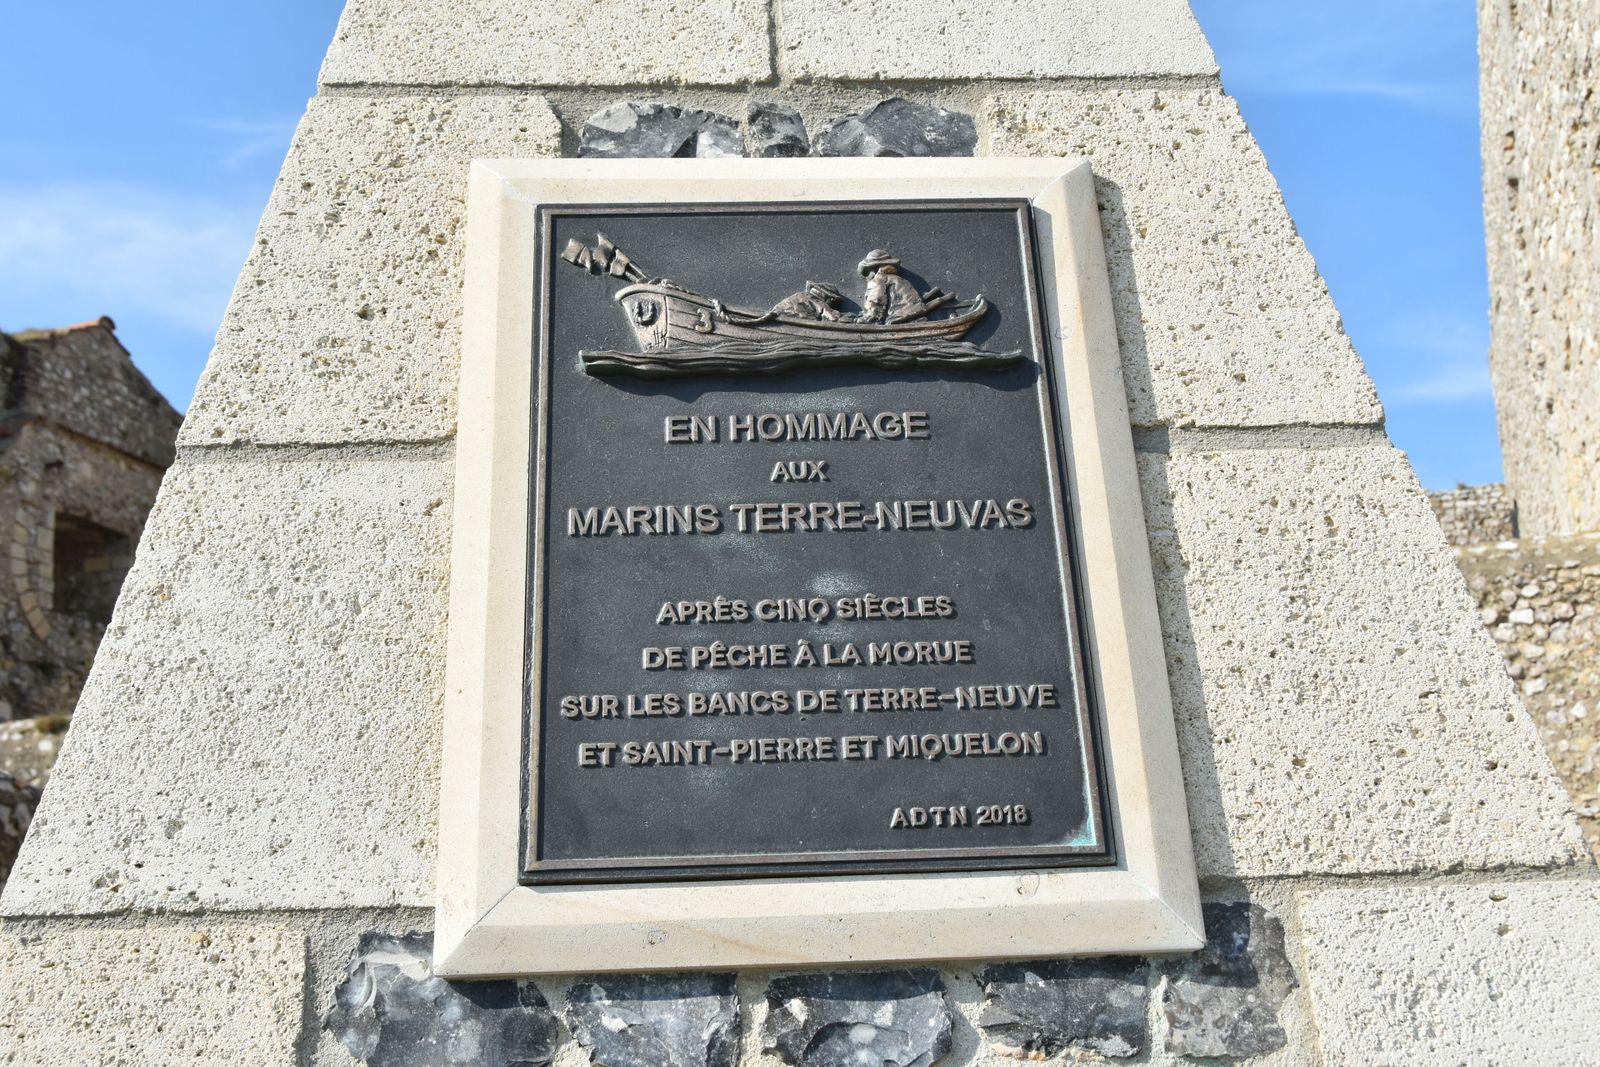 U 3
EN HOMMAGE
AUX
MARINS TERRE-NEUVAS
APRÈS CINQ SIÈCLES
DE PÊCHE À LA MORUE
SUR LES BANCS DE TERRE-NEUVE
ET SAINT-PIERRE ET MIQUELON
ADTN 2018